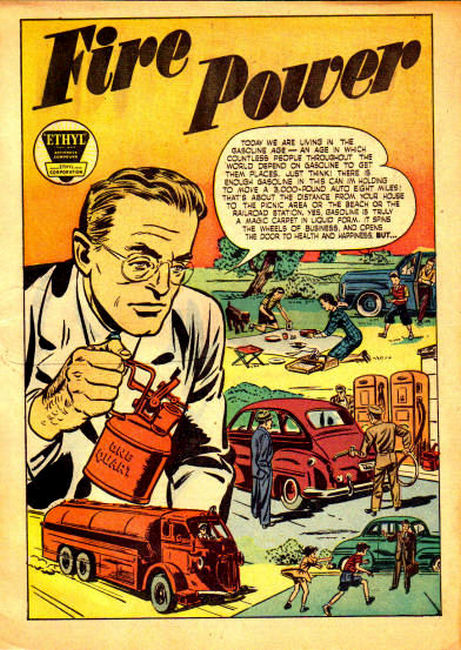 Fire
Power
ETHYL
ETHYL
CORPORATION
TODAY WE ARE LIVING IN THE
GASOLINE AGE — AN AGE IN WHICH
COUNTLESS PEOPLE THROUGHOUT THE
WORLD DEPEND ON GASOLINE TO GET
THEM PLACES. JUST THINK! THERE IS
ENOUGH GASOLINE IN THIS CAN I'M HOLDING
TO MOVE A 3,000-POUND AUTO EIGHT MILES!
THAT'S ABOUT THE DISTANCE FROM YOUR HOUSE
TO THE PICNIC AREA OR THE BEACH OR THE
RAILROAD STATION. YES, GASOLINE IS TRULY
A MAGIC CARPET IN LIQUID FORM. IT SPINS
THE WHEELS OF BUSINESS, AND OPENS
THE DOOR TO HEALTH AND HAPPINESS, BUT...
ONE
QUART